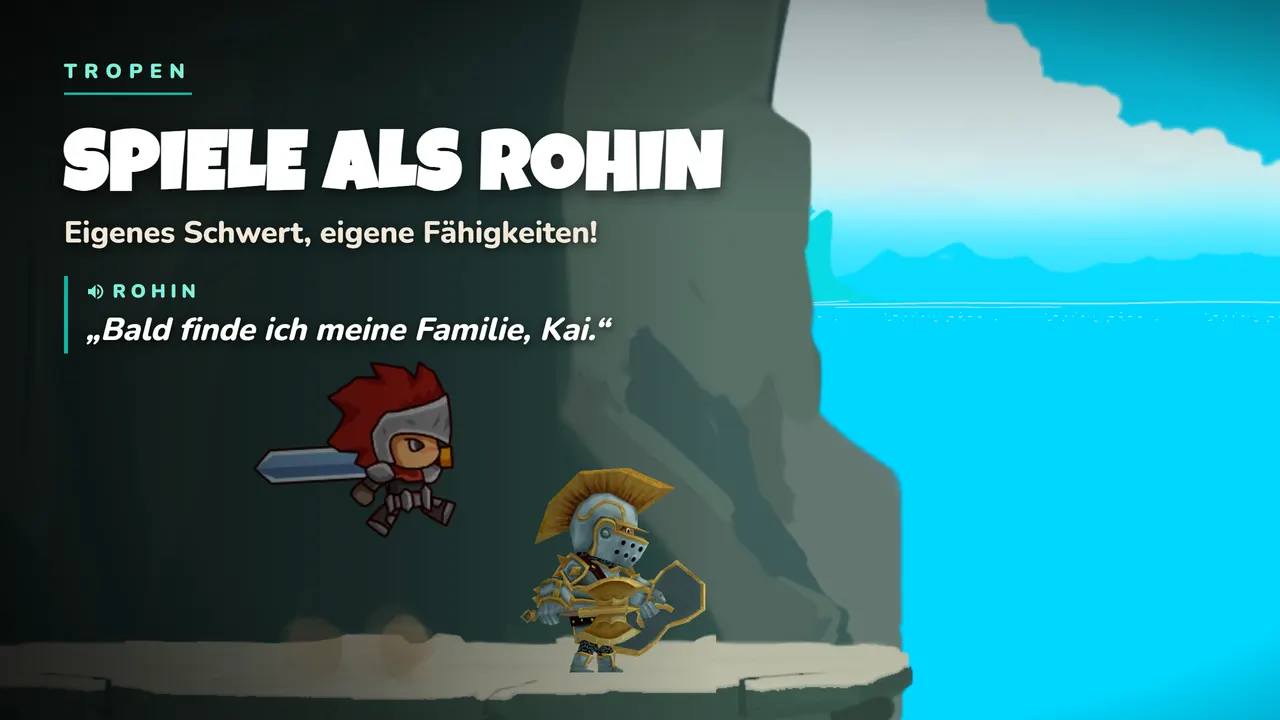 TROPEN
SPIELE ALS ROHIN
Eigenes Schwert, eigene Fähigkeiten!
ROHIN
„Bald finde ich meine Familie, Kai.“